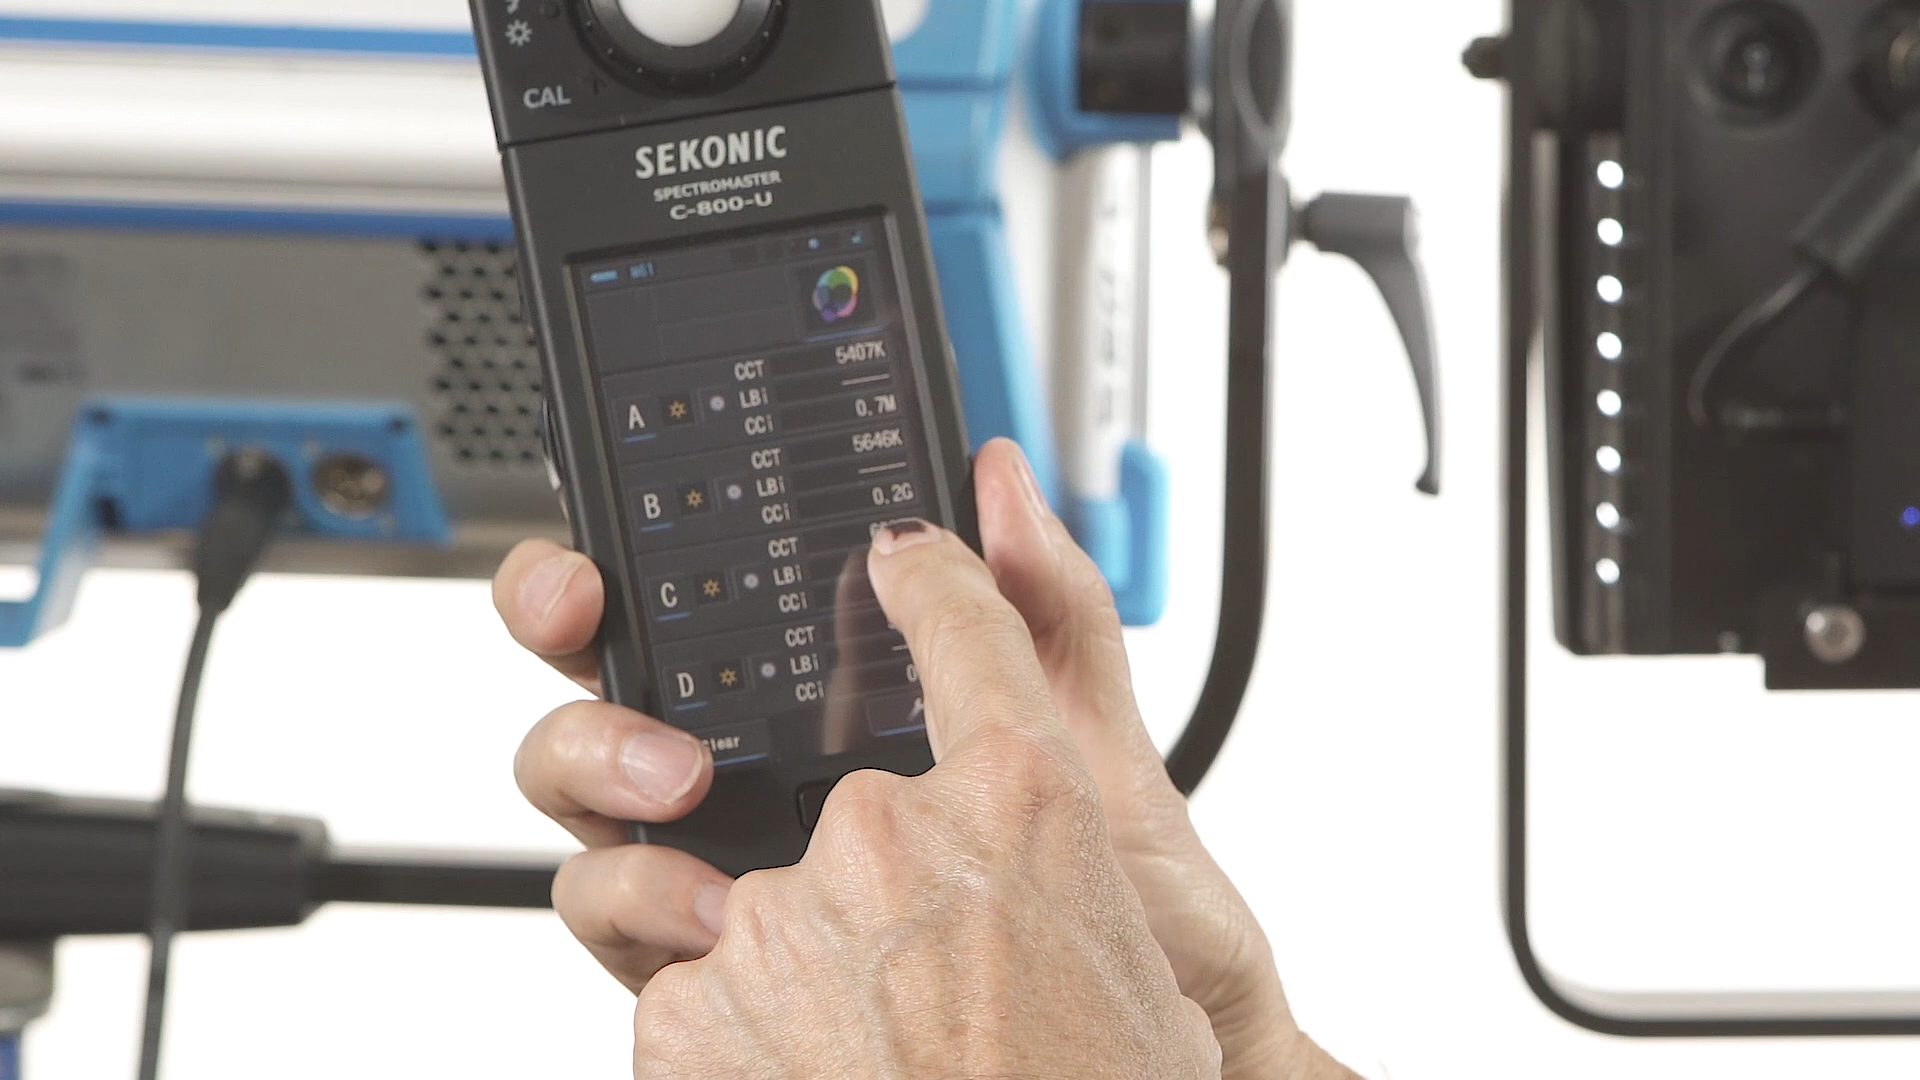 CAL
SEKONIC
SPECTROMASTER
C-800-U
CCT 5407K
A LBi
CCi 0.7M
CCT 5646K
B LBi
CCi 0.2G
CCT
C LBi
CCi
CCT
D LBi
CCi 0
Clear